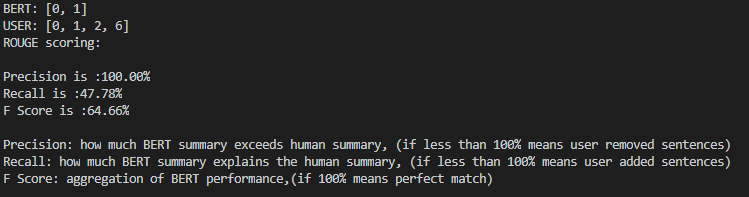 BERT: [0, 1]
USER: [0, 1, 2, 6]
ROUGE scoring:
Precision is :100.00%
Recall is :47.78%
F Score is :64.66%
Precision: how much BERT summary exceeds human summary, (if less than 100% means user removed sentences)
Recall: how much BERT summary explains the human summary, (if less than 100% means user added sentences)
F Score: aggregation of BERT performance,(if 100% means perfect match)